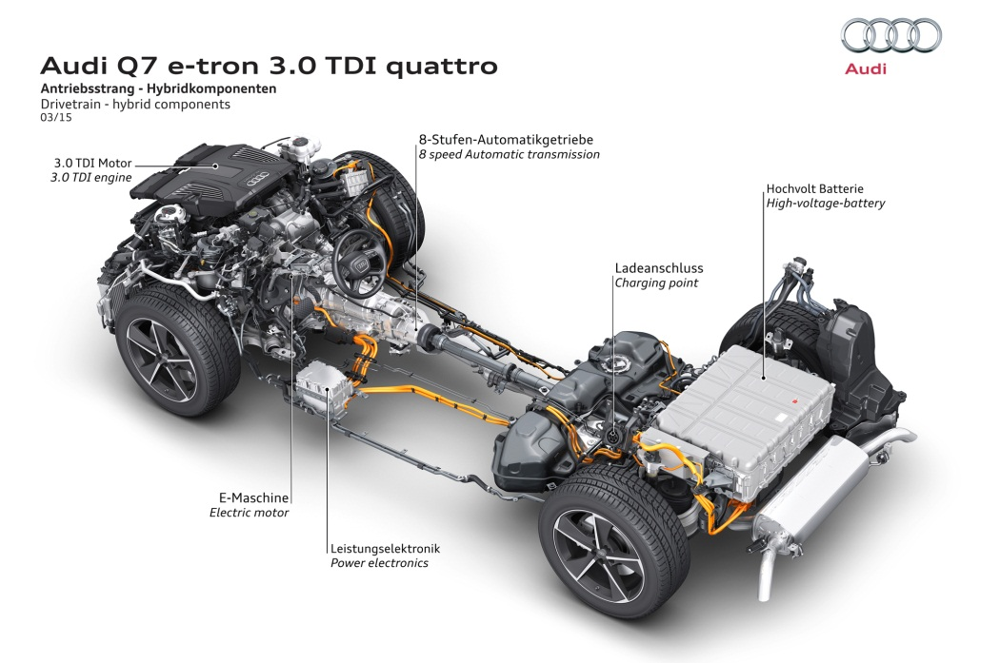 Audi Q7 e-tron 3.0 TDI quattro
Antriebsstrang - Hybridkomponenten
Drivetrain - hybrid components
03/15
Audi
3.0 TDI Motor
3.0 TDI engine
8-Stufen-Automatikgetriebe
8 speed Automatic transmission
Hochvolt Batterie
High-voltage-battery
Ladeanschluss
Charging point
E-Maschine
Electric motor
Leistungselektronik
Power electronics